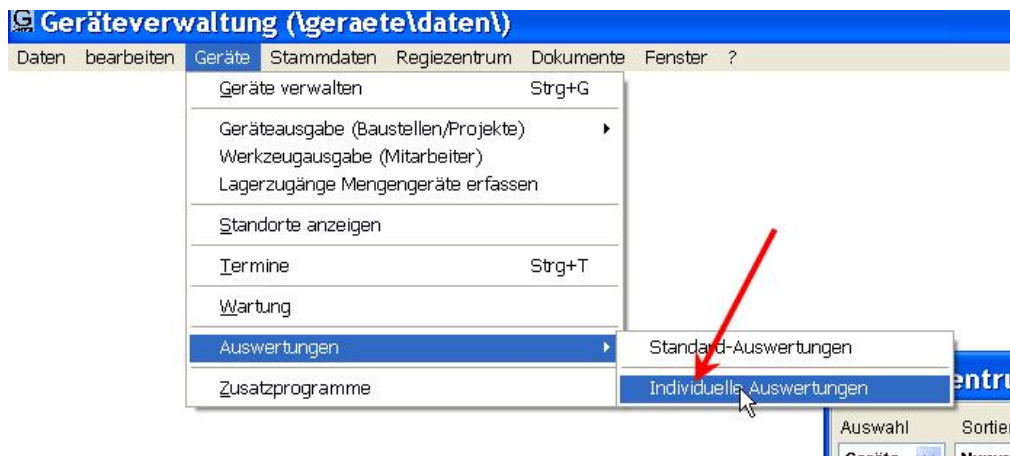 Geräteverwaltung (\geraete\daten\)
Daten bearbeiten Geräte Stammdaten Regiezentrum Dokumente Fenster ?
Geräte verwalten Strg+G
Geräteausgabe (Baustellen/Projekte)
Werkzeugausgabe (Mitarbeiter)
Lagerzugänge Mengengeräte erfassen
Standorte anzeigen
Termine Strg+T
Wartung
Auswertungen
Standard-Auswertungen
Zusatzprogramme
Individuelle Auswertungen
Auswahl